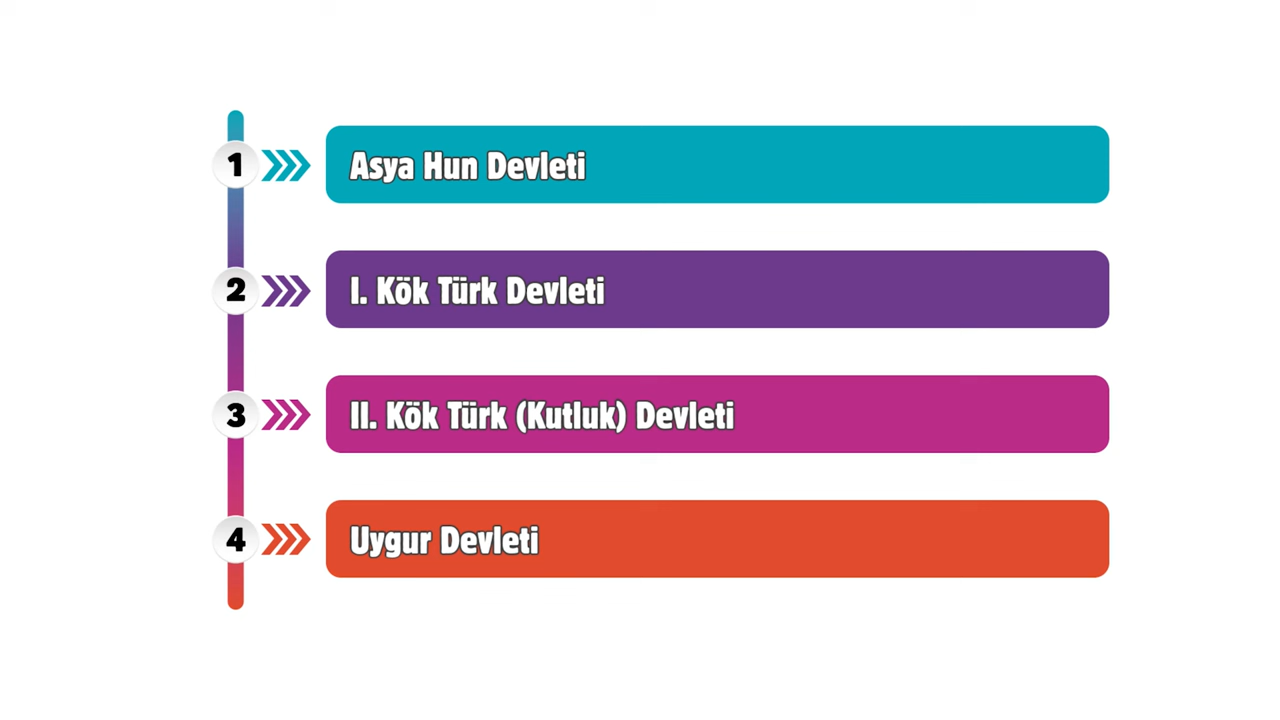 1 Asya Hun Devleti
2 I. Kök Türk Devleti
3 II. Kök Türk (Kutluk) Devleti
4 Uygur Devleti